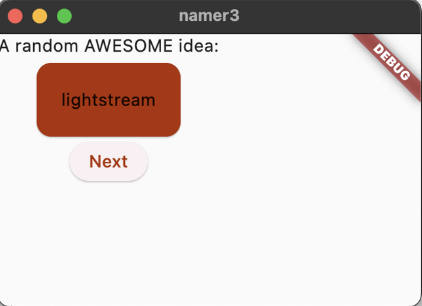 namer3
A random AWESOME idea:
DEBUG
lightstream
Next